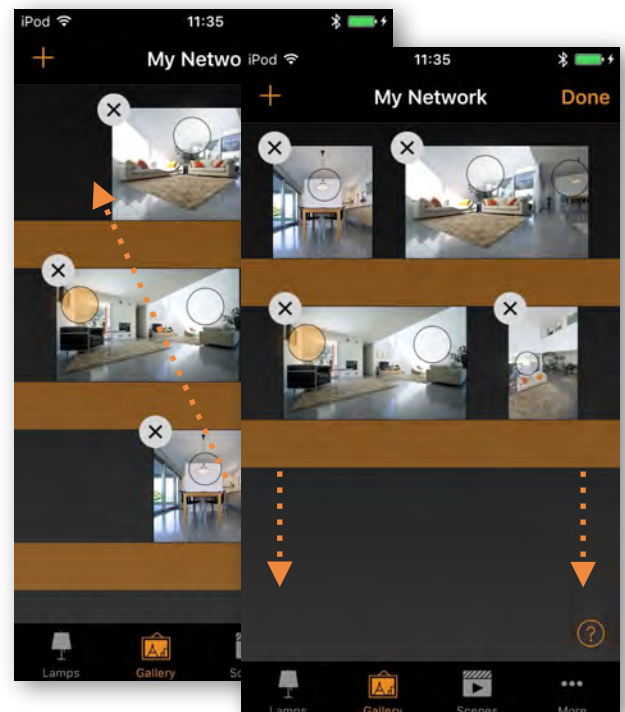 iPod 11:35
My Netwo
Lamps Gallery Sc
iPod 11:35
+ My Network Done
?
Lamps Gallery Scenes More